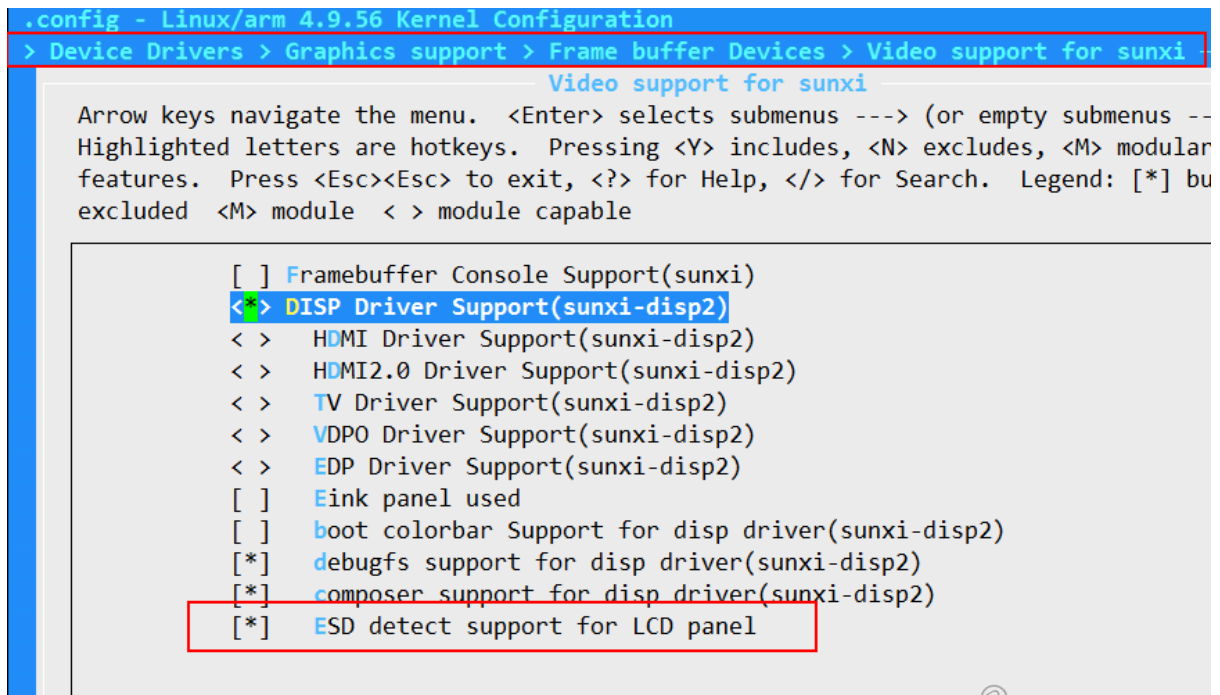 .config - Linux/arm 4.9.56 Kernel Configuration
> Device Drivers > Graphics support > Frame buffer Devices > Video support for sunxi
Video support for sunxi
Arrow keys navigate the menu.  <Enter> selects submenus ---> (or empty submenus --
Highlighted letters are hotkeys.  Pressing <Y> includes, <N> excludes, <M> modular
features.  Press <Esc><Esc> to exit, <?> for Help, </> for Search.  Legend: [*] bu
excluded  <M> module  < > module capable
[ ] Framebuffer Console Support(sunxi)
<*> DISP Driver Support(sunxi-disp2)
< >   HDMI Driver Support(sunxi-disp2)
< >   HDMI2.0 Driver Support(sunxi-disp2)
< >   TV Driver Support(sunxi-disp2)
< >   VDPO Driver Support(sunxi-disp2)
< >   EDP Driver Support(sunxi-disp2)
[ ]   Eink panel used
[ ]   boot colorbar Support for disp driver(sunxi-disp2)
[*]   debugfs support for disp driver(sunxi-disp2)
[*]   composer support for disp driver(sunxi-disp2)
[*]   ESD detect support for LCD panel